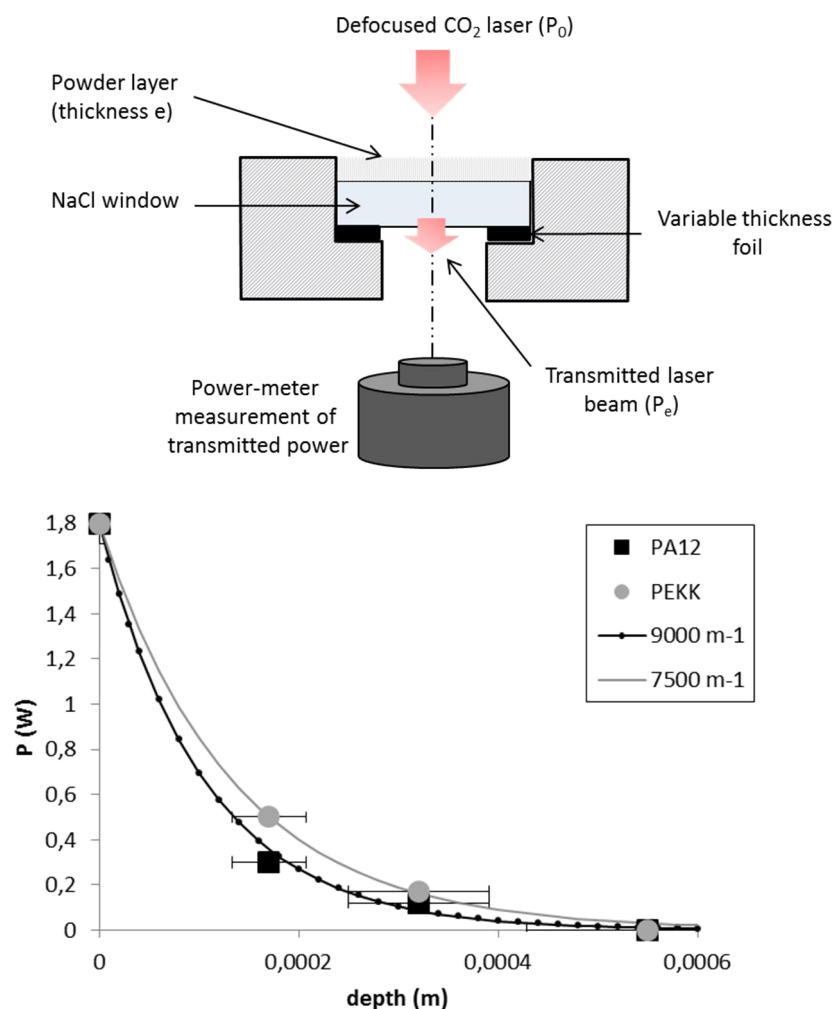 Defocused CO₂ laser (P₀)
Powder layer
(thickness e)
NaCl window
Variable thickness
foil
Power-meter
measurement of
transmitted power
Transmitted laser
beam (Pₑ)
1,8
1,6
1,4
1,2
1
0,8
0,6
0,4
0,2
0
P (W)
0
0,0002
0,0004
0,0006
depth (m)
PA12
PEKK
9000 m-1
7500 m-1